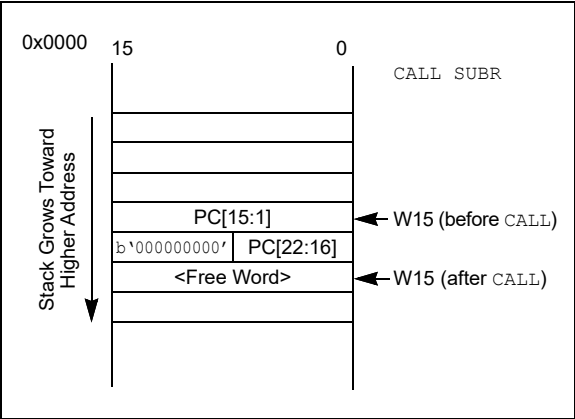 0x0000
15 0
CALL SUBR
Stack Grows Toward
Higher Address
PC[15:1]
W15 (before CALL)
b‘000000000’ PC[22:16]
<Free Word>
W15 (after CALL)